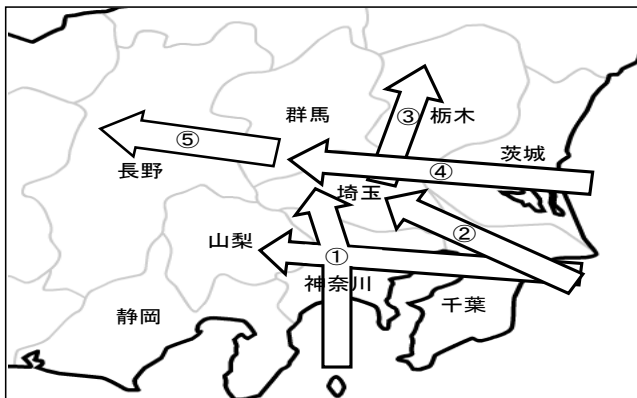 群馬
③
栃木
⑤
④
茨城
長野
埼玉
②
山梨
①
神奈川
千葉
静岡